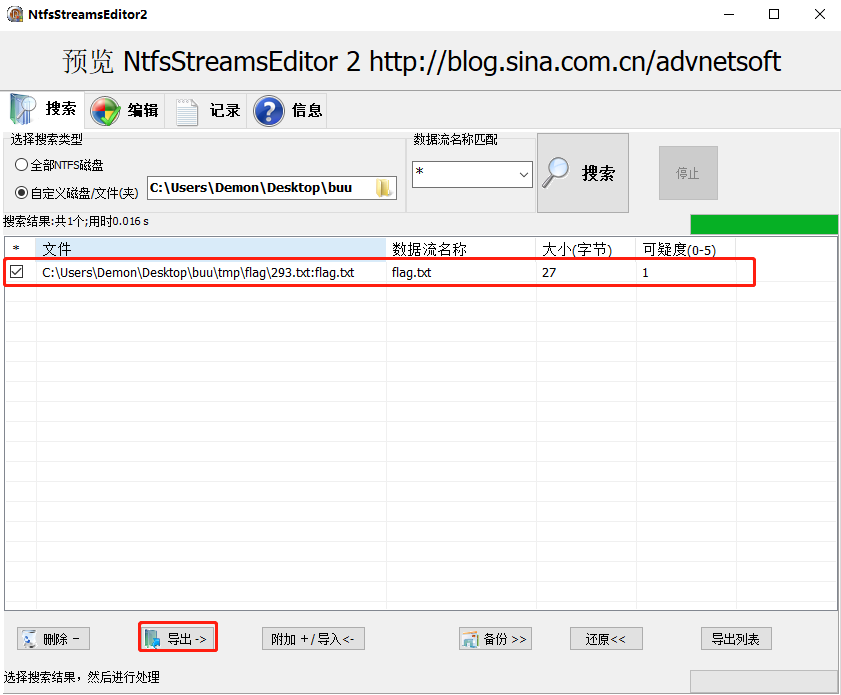 NtfsStreamsEditor2
预览 NtfsStreamsEditor 2 http://blog.sina.com.cn/advnetsoft
搜索 编辑 记录 信息
选择搜索类型 数据流名称匹配
全部NTFS磁盘
* 搜索 停止
自定义磁盘/文件(夹) C:\Users\Demon\Desktop\buu
搜索结果:共1个;用时0.016 s
* 文件 数据流名称 大小(字节) 可疑度(0-5)
C:\Users\Demon\Desktop\buu\tmp\flag\293.txt:flag.txt flag.txt 27 1
删除 - 导出 -> 附加 + / 导入<- 备份 >> 还原<< 导出列表
选择搜索结果，然后进行处理